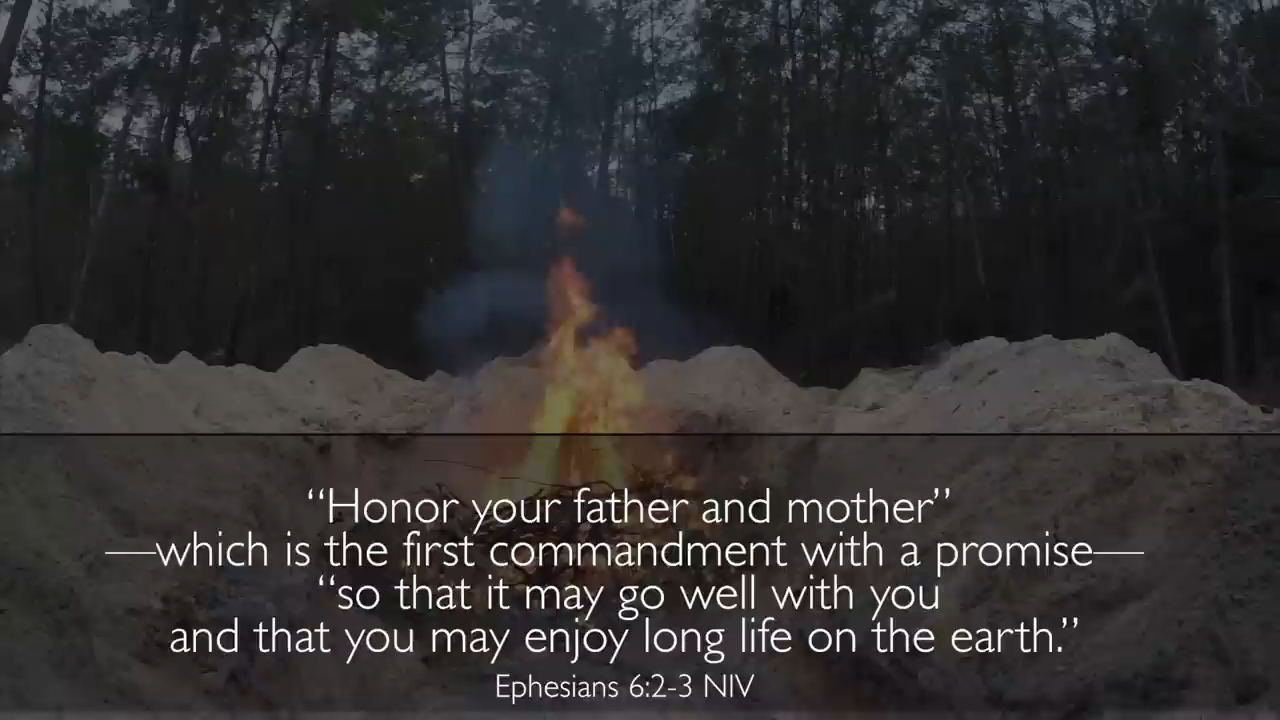 “Honor your father and mother”
—which is the first commandment with a promise—
“so that it may go well with you
and that you may enjoy long life on the earth.”
Ephesians 6:2-3 NIV